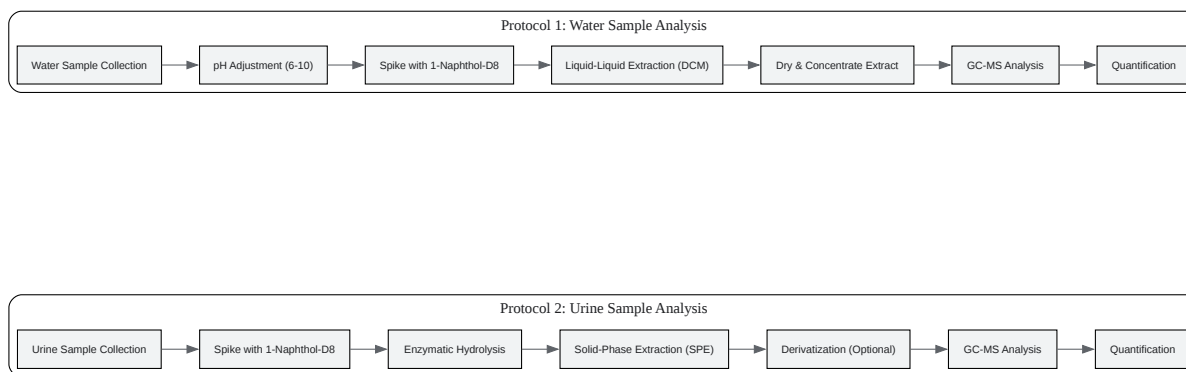 Protocol 1: Water Sample Analysis
Water Sample Collection
pH Adjustment (6-10)
Spike with 1-Naphthol-D8
Liquid-Liquid Extraction (DCM)
Dry & Concentrate Extract
GC-MS Analysis
Quantification
Protocol 2: Urine Sample Analysis
Urine Sample Collection
Spike with 1-Naphthol-D8
Enzymatic Hydrolysis
Solid-Phase Extraction (SPE)
Derivatization (Optional)
GC-MS Analysis
Quantification